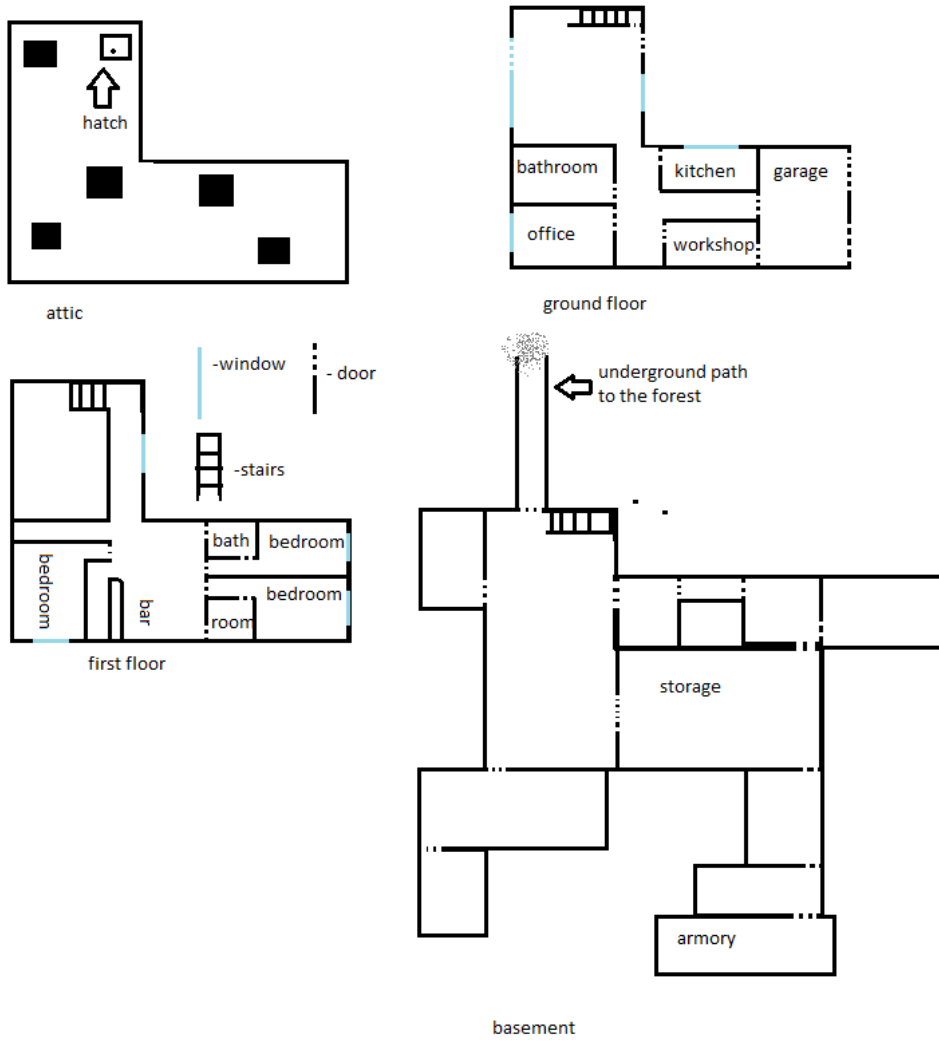 hatch
attic
bathroom
kitchen
garage
office
workshop
ground floor
-window
- door
-stairs
bath
bedroom
bedroom
bedroom
bar
room
first floor
underground path
to the forest
storage
armory
basement